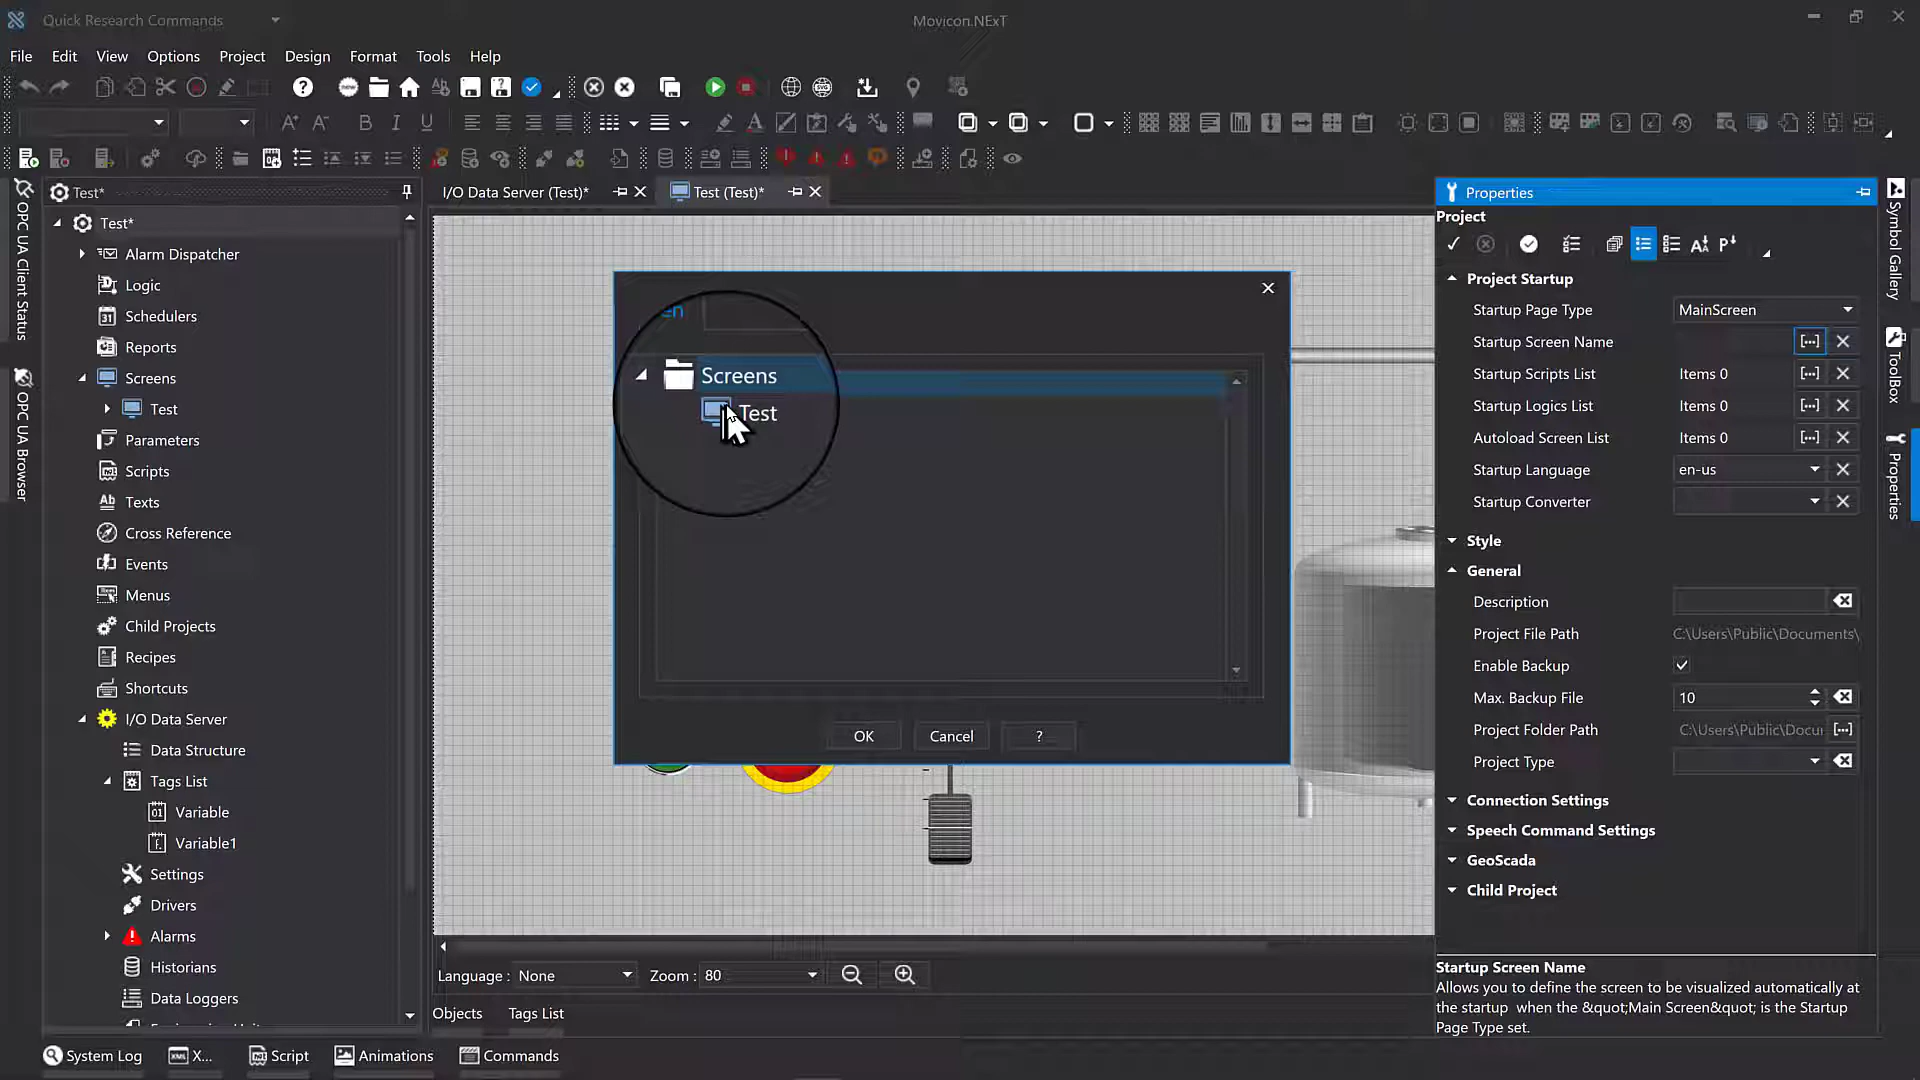 Quick Research Commands
Movicon.NExT
File Edit View Options Project Design Format Tools Help
Test*
I/O Data Server (Test)*
Test (Test)*
OPC UA Client Status
OPC UA Browser
Test*
Alarm Dispatcher
Logic
Schedulers
Reports
Screens
Test
Parameters
Scripts
Texts
Cross Reference
Events
Menus
Child Projects
Recipes
Shortcuts
I/O Data Server
Data Structure
Tags List
Variable
Variable1
Settings
Drivers
Alarms
Historians
Data Loggers
en
Screens
Test
OK
Cancel
?
Language : None
Zoom : 80
Objects
Tags List
System Log
X...
Script
Animations
Commands
Properties
Project
Project Startup
Startup Page Type MainScreen
Startup Screen Name
Startup Scripts List Items 0
Startup Logics List Items 0
Autoload Screen List Items 0
Startup Language en-us
Startup Converter
Style
General
Description
Project File Path C:\Users\Public\Documents\
Enable Backup
Max. Backup File 10
Project Folder Path C:\Users\Public\Docu
Project Type
Connection Settings
Speech Command Settings
GeoScada
Child Project
Startup Screen Name
Allows you to define the screen to be visualized automatically at
the startup when the &quot;Main Screen&quot; is the Startup
Page Type set.
Symbol Gallery
ToolBox
Properties